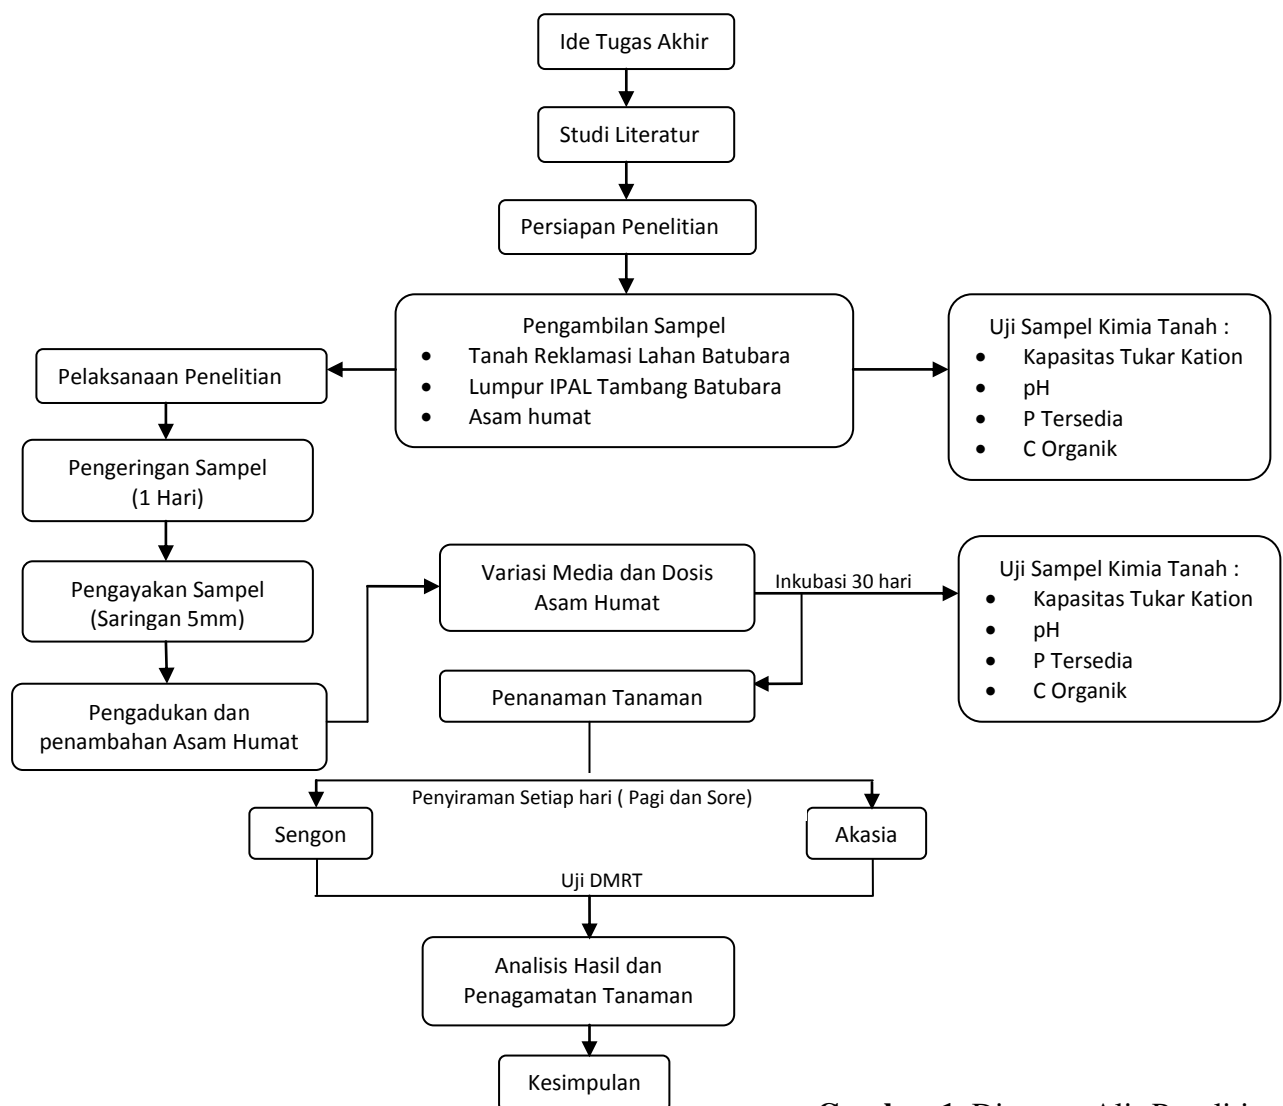 Ide Tugas Akhir
Studi Literatur
Persiapan Penelitian
Pengambilan Sampel
• Tanah Reklamasi Lahan Batubara
• Lumpur IPAL Tambang Batubara
• Asam humat
Uji Sampel Kimia Tanah :
• Kapasitas Tukar Kation
• pH
• P Tersedia
• C Organik
Pelaksanaan Penelitian
Pengeringan Sampel
(1 Hari)
Pengayakan Sampel
(Saringan 5mm)
Pengadukan dan
penambahan Asam Humat
Variasi Media dan Dosis
Asam Humat
Inkubasi 30 hari
Uji Sampel Kimia Tanah :
• Kapasitas Tukar Kation
• pH
• P Tersedia
• C Organik
Penanaman Tanaman
Penyiraman Setiap hari ( Pagi dan Sore)
Sengon
Akasia
Uji DMRT
Analisis Hasil dan
Penagamatan Tanaman
Kesimpulan